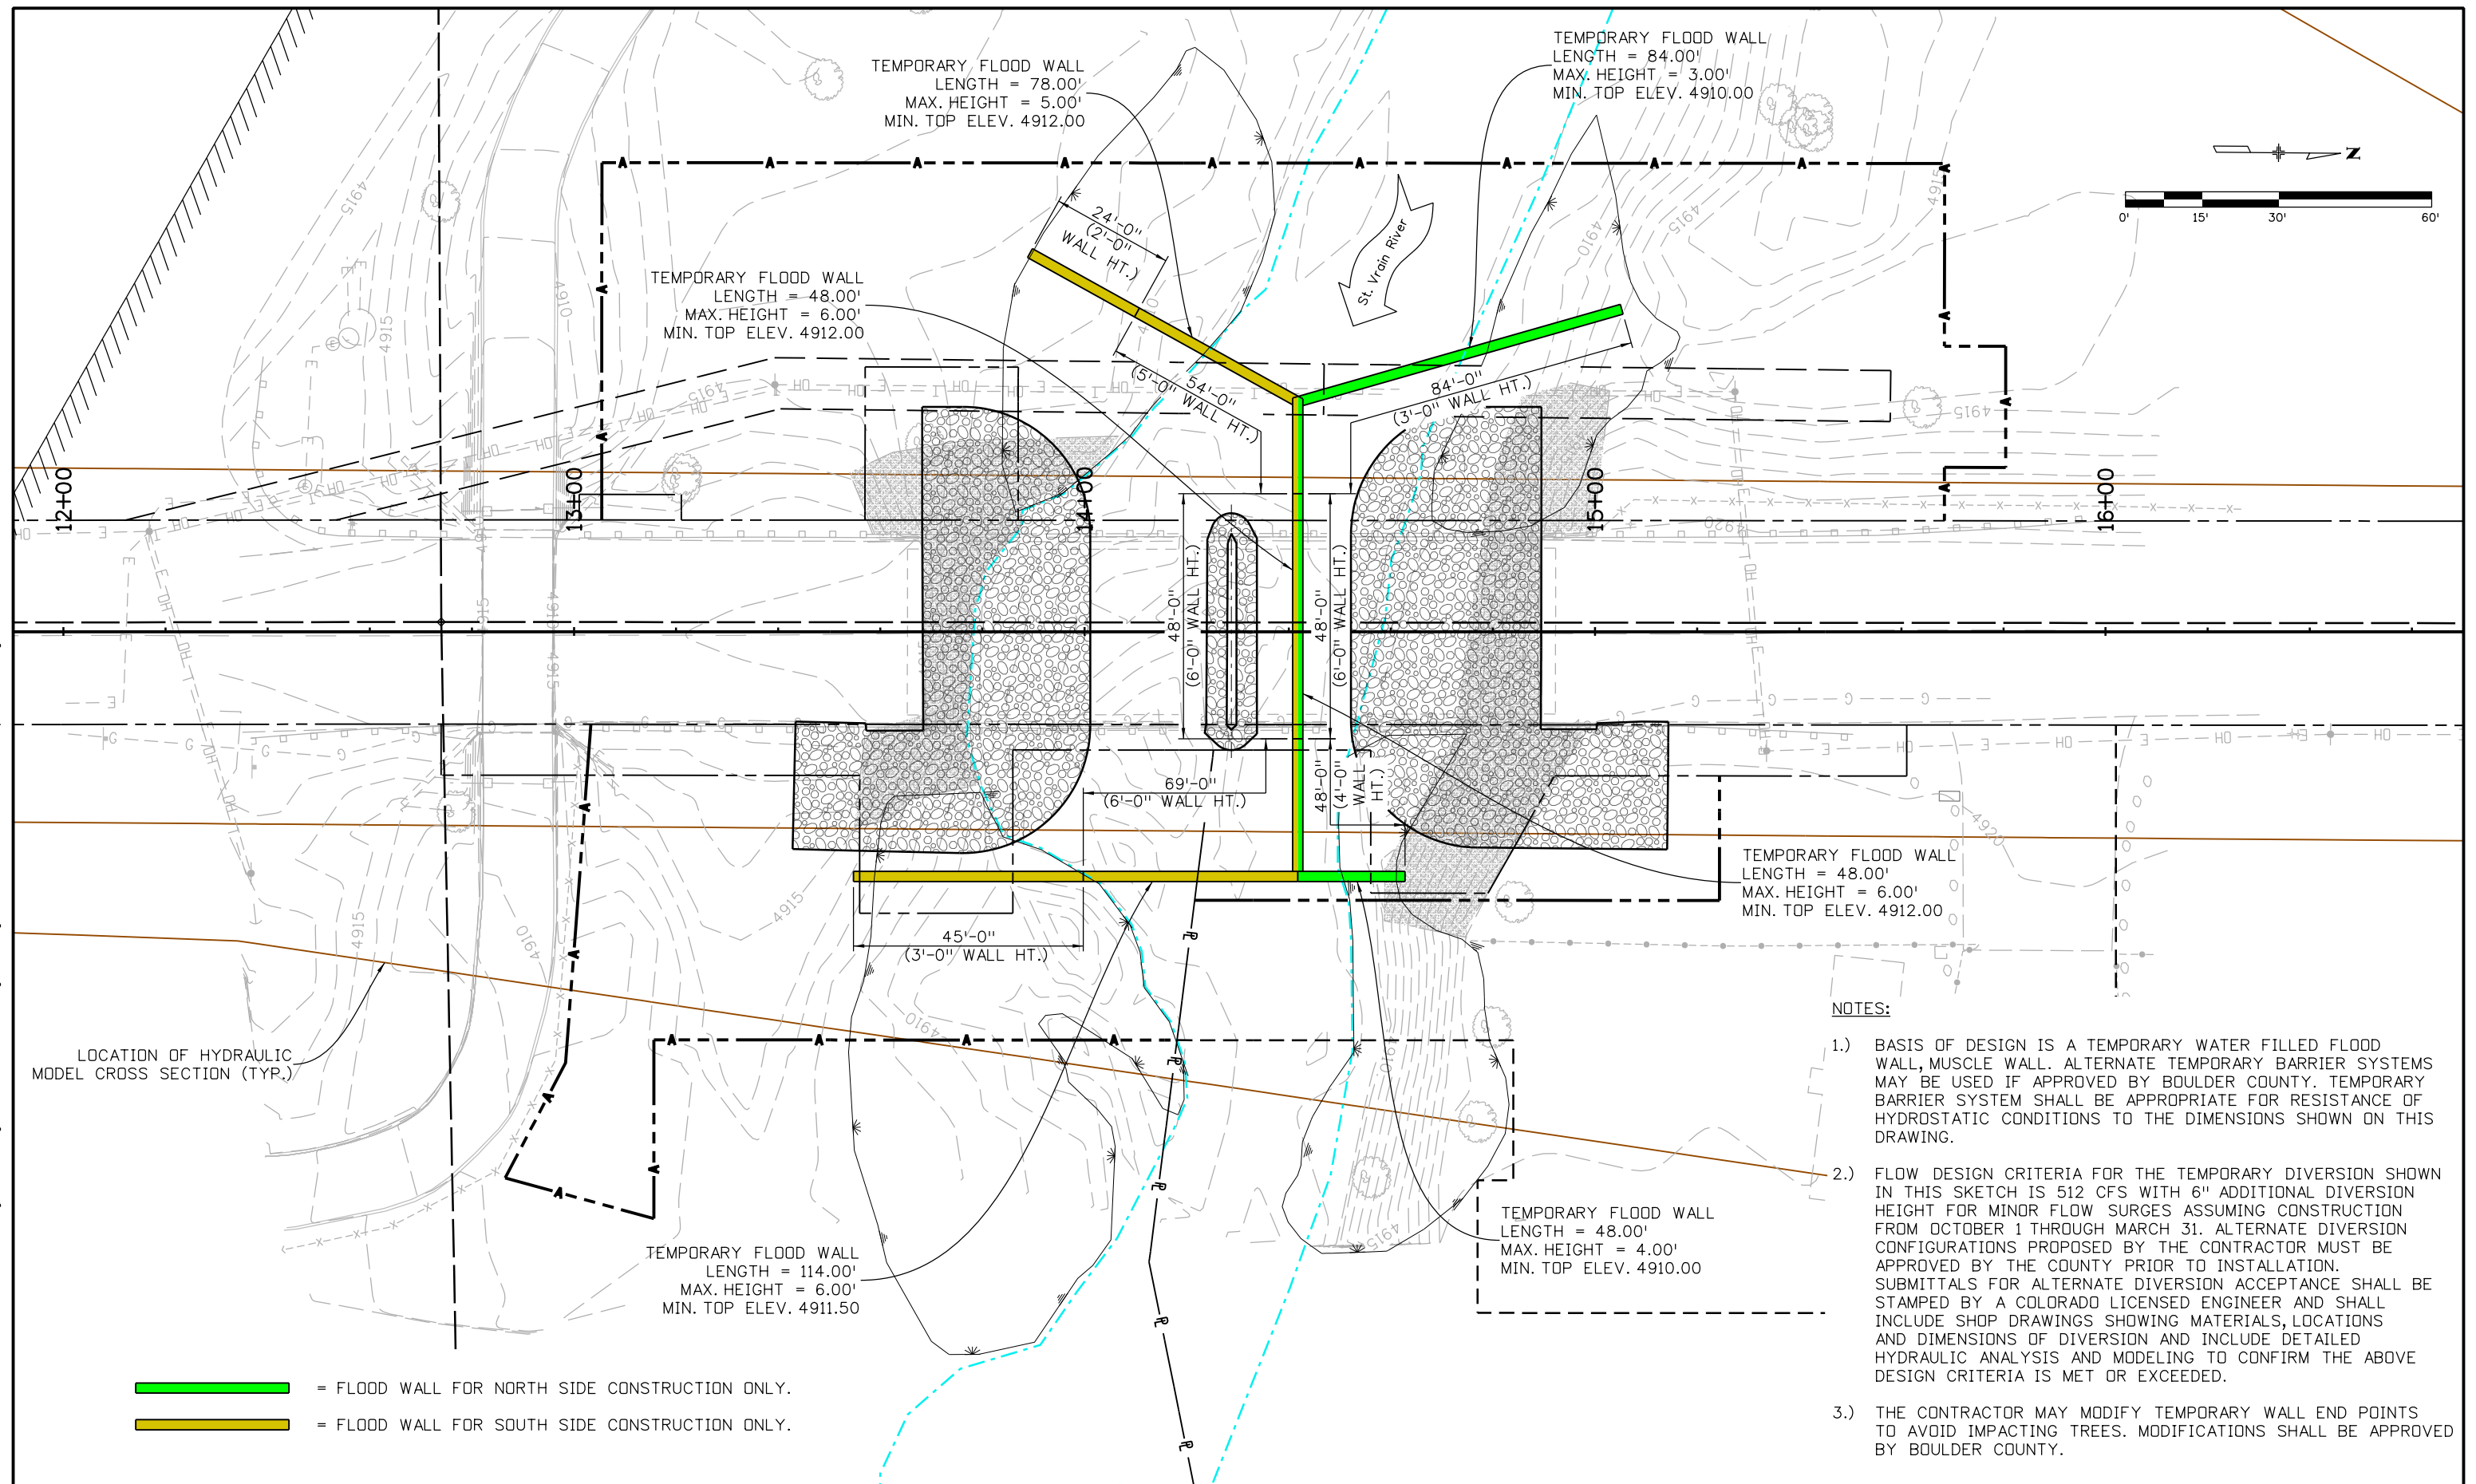 TEMPORARY FLOOD WALL
LENGTH = 78.00'
MAX. HEIGHT = 5.00'
MIN. TOP ELEV. 4912.00
TEMPORARY FLOOD WALL
LENGTH = 84.00'
MAX. HEIGHT = 3.00'
MIN. TOP ELEV. 4910.00
N
0' 15' 30' 60'
TEMPORARY FLOOD WALL
LENGTH = 48.00'
MAX. HEIGHT = 6.00'
MIN. TOP ELEV. 4912.00
24'-0"
(2'-0"
WALL HT.)
St. Vrain River
54'-0"
(5'-0" WALL HT.)
84'-0"
(3'-0" WALL HT.)
12+00
13+00
14+00
15+00
16+00
48'-0"
(6'-0" WALL HT.)
48'-0"
(6'-0" WALL HT.)
69'-0"
(6'-0" WALL HT.)
48'-0"
(4'-0"
WALL
HT.)
45'-0"
(3'-0" WALL HT.)
4915
4915
4910
4915
4910
4915
4915
4915
4920
4915
4915
4910
4915
4910
4910
4915
4920
TEMPORARY FLOOD WALL
LENGTH = 48.00'
MAX. HEIGHT = 6.00'
MIN. TOP ELEV. 4912.00
LOCATION OF HYDRAULIC
MODEL CROSS SECTION (TYP.)
TEMPORARY FLOOD WALL
LENGTH = 114.00'
MAX. HEIGHT = 6.00'
MIN. TOP ELEV. 4911.50
TEMPORARY FLOOD WALL
LENGTH = 48.00'
MAX. HEIGHT = 4.00'
MIN. TOP ELEV. 4910.00
= FLOOD WALL FOR NORTH SIDE CONSTRUCTION ONLY.
= FLOOD WALL FOR SOUTH SIDE CONSTRUCTION ONLY.
NOTES:
1.) BASIS OF DESIGN IS A TEMPORARY WATER FILLED FLOOD
WALL, MUSCLE WALL. ALTERNATE TEMPORARY BARRIER SYSTEMS
MAY BE USED IF APPROVED BY BOULDER COUNTY. TEMPORARY
BARRIER SYSTEM SHALL BE APPROPRIATE FOR RESISTANCE OF
HYDROSTATIC CONDITIONS TO THE DIMENSIONS SHOWN ON THIS
DRAWING.
2.) FLOW DESIGN CRITERIA FOR THE TEMPORARY DIVERSION SHOWN
IN THIS SKETCH IS 512 CFS WITH 6" ADDITIONAL DIVERSION
HEIGHT FOR MINOR FLOW SURGES ASSUMING CONSTRUCTION
FROM OCTOBER 1 THROUGH MARCH 31. ALTERNATE DIVERSION
CONFIGURATIONS PROPOSED BY THE CONTRACTOR MUST BE
APPROVED BY THE COUNTY PRIOR TO INSTALLATION.
SUBMITTALS FOR ALTERNATE DIVERSION ACCEPTANCE SHALL BE
STAMPED BY A COLORADO LICENSED ENGINEER AND SHALL
INCLUDE SHOP DRAWINGS SHOWING MATERIALS, LOCATIONS
AND DIMENSIONS OF DIVERSION AND INCLUDE DETAILED
HYDRAULIC ANALYSIS AND MODELING TO CONFIRM THE ABOVE
DESIGN CRITERIA IS MET OR EXCEEDED.
3.) THE CONTRACTOR MAY MODIFY TEMPORARY WALL END POINTS
TO AVOID IMPACTING TREES. MODIFICATIONS SHALL BE APPROVED
BY BOULDER COUNTY.